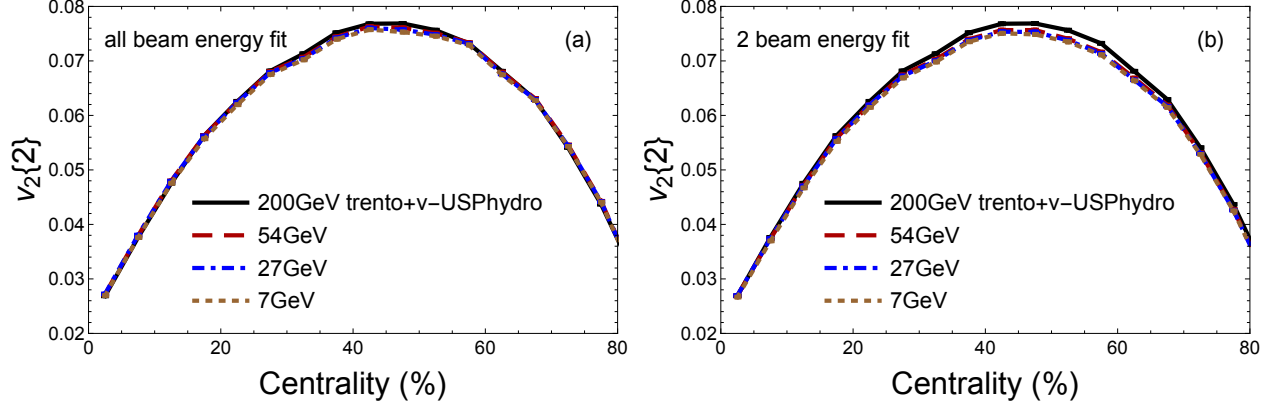 0.08
0.07
0.06
0.05
0.04
0.03
0.02
v₂{2}
all beam energy fit
(a)
200GeV trento+v−USPhydro
54GeV
27GeV
7GeV
0 20 40 60 80
Centrality (%)
0.08
0.07
0.06
0.05
0.04
0.03
0.02
v₂{2}
2 beam energy fit
(b)
200GeV trento+v−USPhydro
54GeV
27GeV
7GeV
0 20 40 60 80
Centrality (%)